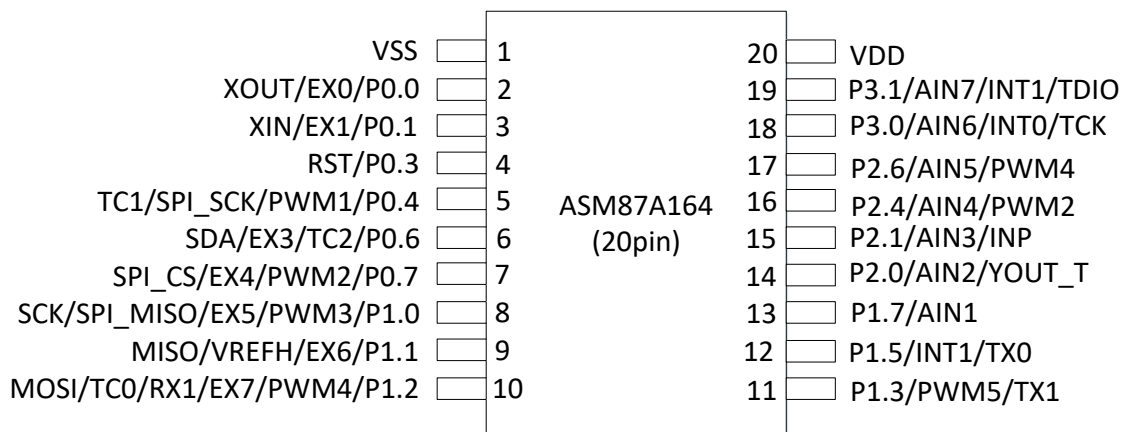 VSS 1 20 VDD
XOUT/EX0/P0.0 2 19 P3.1/AIN7/INT1/TDIO
XIN/EX1/P0.1 3 18 P3.0/AIN6/INT0/TCK
RST/P0.3 4 17 P2.6/AIN5/PWM4
TC1/SPI_SCK/PWM1/P0.4 5 ASM87A164 16 P2.4/AIN4/PWM2
SDA/EX3/TC2/P0.6 6 (20pin) 15 P2.1/AIN3/INP
SPI_CS/EX4/PWM2/P0.7 7 14 P2.0/AIN2/YOUT_T
SCK/SPI_MISO/EX5/PWM3/P1.0 8 13 P1.7/AIN1
MISO/VREFH/EX6/P1.1 9 12 P1.5/INT1/TX0
MOSI/TC0/RX1/EX7/PWM4/P1.2 10 11 P1.3/PWM5/TX1